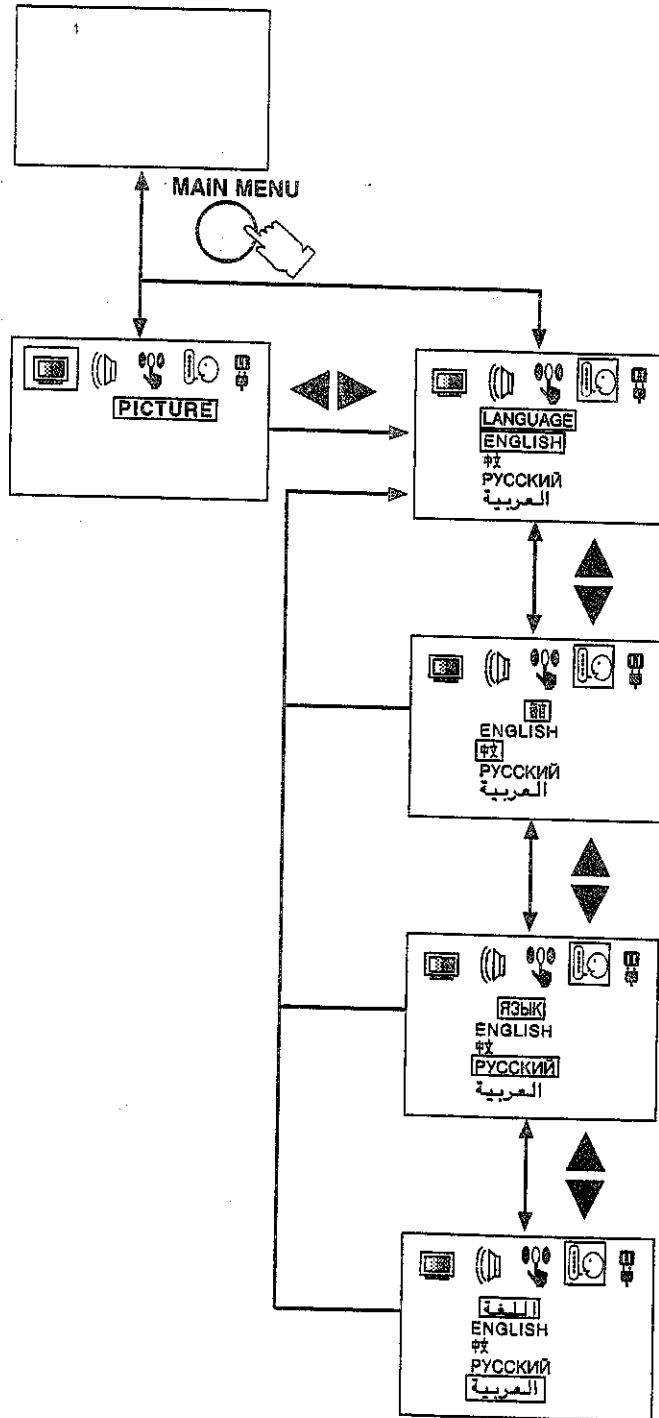 1
MAIN MENU
PICTURE
LANGUAGE
ENGLISH
中文
РУССКИЙ
العربية
ENGLISH
中文
РУССКИЙ
العربية
ЯЗЫК
ENGLISH
中文
РУССКИЙ
العربية
اللغة
ENGLISH
中文
РУССКИЙ
العربية